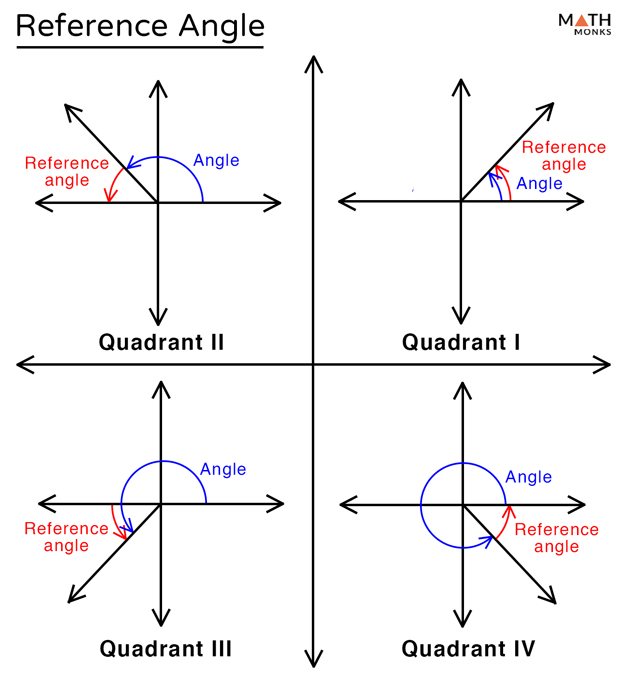 Reference Angle
MATH
MONKS
Reference
angle
Angle
Quadrant II
Reference
angle
Angle
Quadrant I
Angle
Reference
angle
Quadrant III
Angle
Reference
angle
Quadrant IV